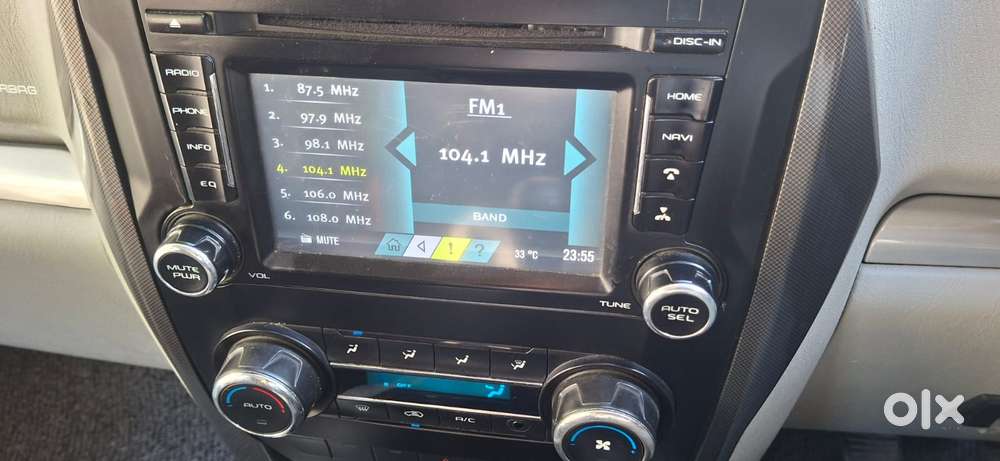 DISC-IN
RADIO
PHONE
INFO
EQ
HOME
NAVI
1. 87.5 MHz
2. 97.9 MHz
3. 98.1 MHz
4. 104.1 MHz
5. 106.0 MHz
6. 108.0 MHz
MUTE
FM1
104.1 MHz
BAND
! ?
33 °C
23:55
MUTE
PWR
VOL
TUNE
AUTO
SEL
AUTO
OFF
A/C
olx